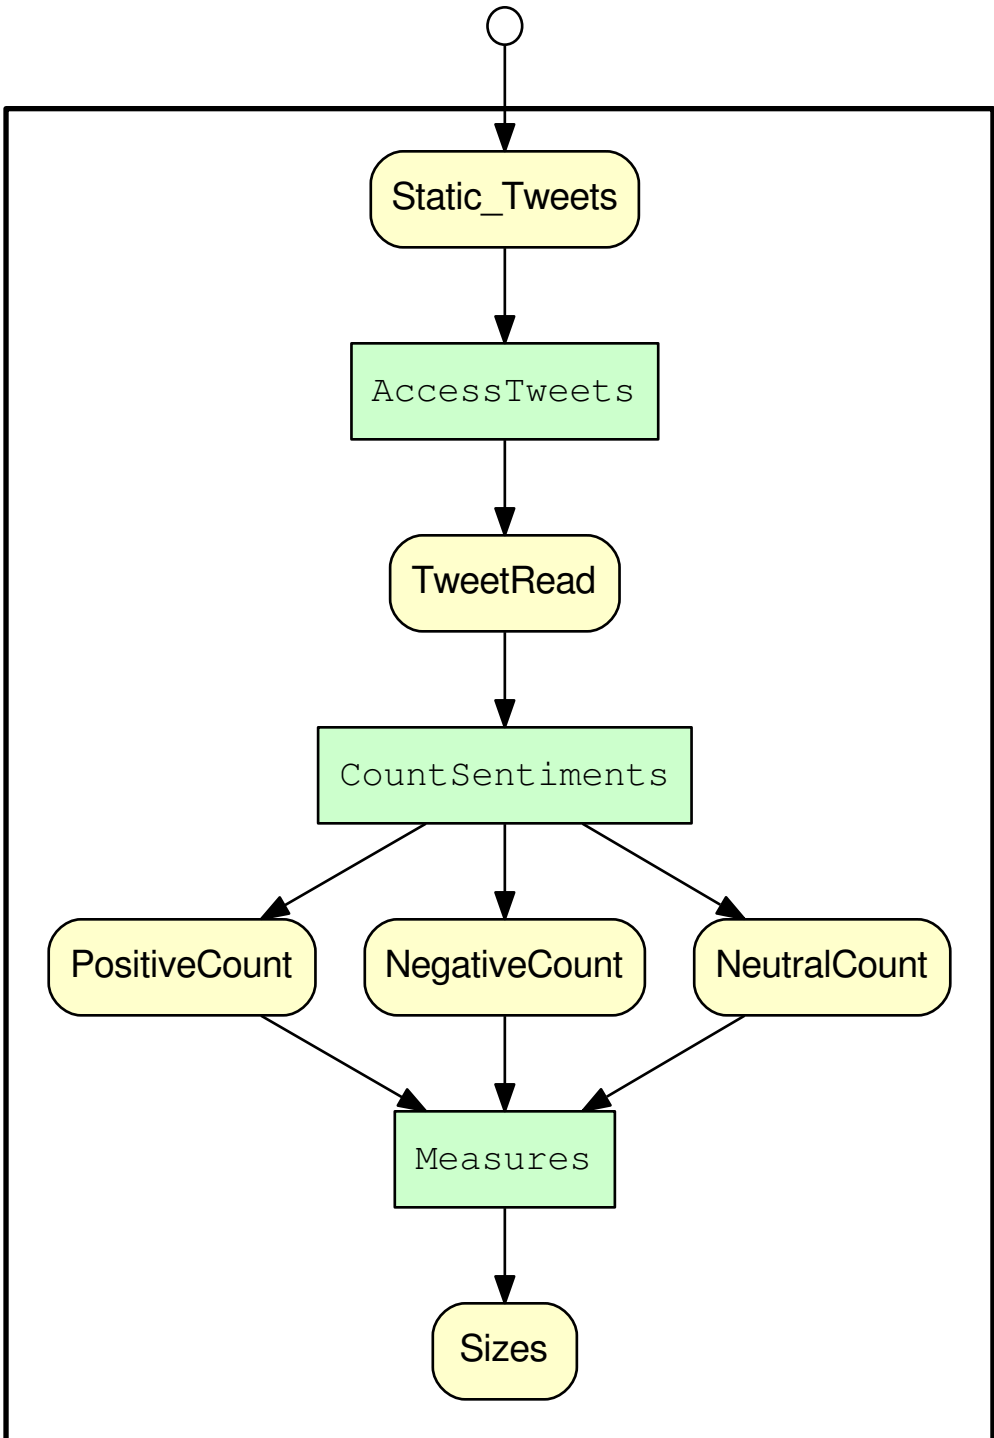 Static_Tweets
AccessTweets
TweetRead
CountSentiments
PositiveCount NegativeCount NeutralCount
Measures
Sizes